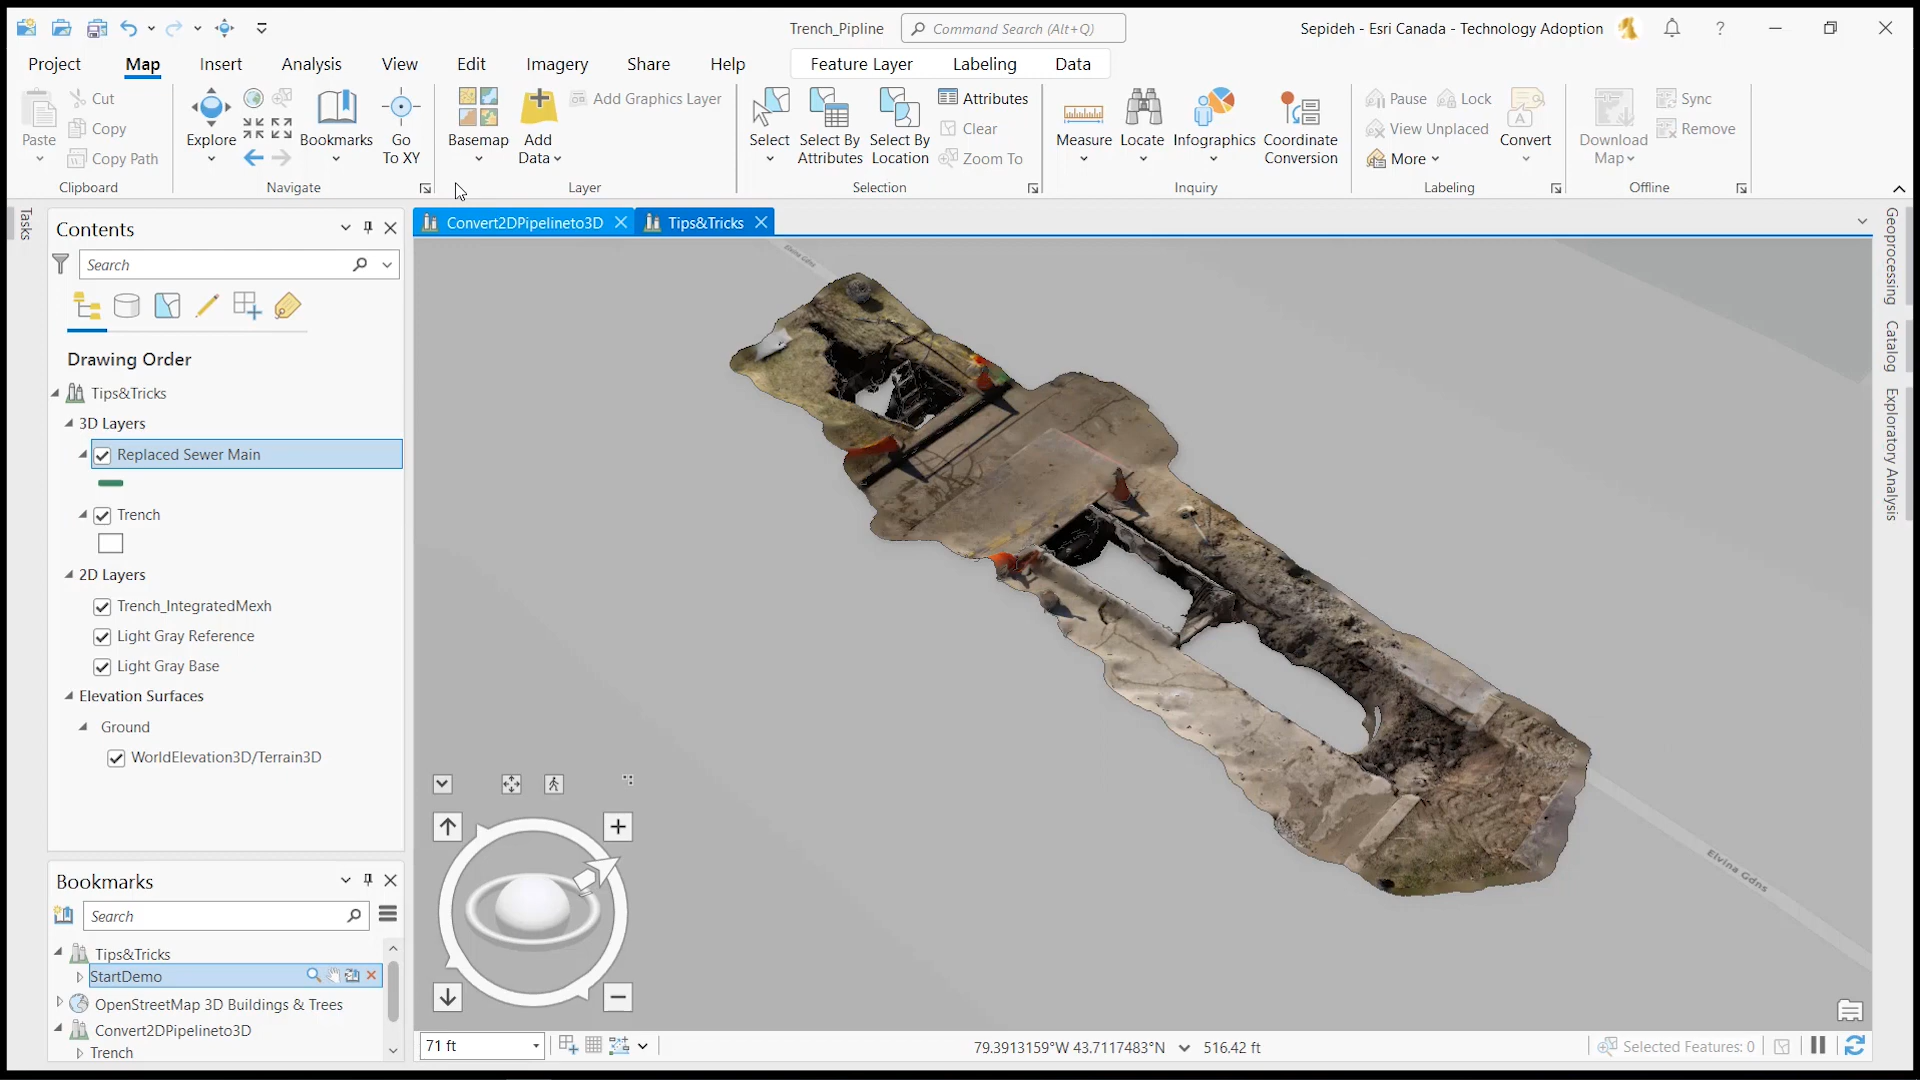 Trench_Pipline
Command Search (Alt+Q)
Sepideh - Esri Canada - Technology Adoption
?
Project
Map
Insert
Analysis
View
Edit
Imagery
Share
Help
Feature Layer
Labeling
Data
Paste
Cut
Copy
Copy Path
Clipboard
Explore
Bookmarks
Go
To XY
Navigate
Basemap
Add
Data
Add Graphics Layer
Layer
Select
Select By
Attributes
Select By
Location
Attributes
Clear
Zoom To
Selection
Measure
Locate
Infographics
Coordinate
Conversion
Inquiry
Pause
Lock
View Unplaced
More
Convert
Labeling
Download
Map
Sync
Remove
Offline
Tasks
Contents
Search
Drawing Order
Tips&Tricks
3D Layers
Replaced Sewer Main
Trench
2D Layers
Trench_IntegratedMexh
Light Gray Reference
Light Gray Base
Elevation Surfaces
Ground
WorldElevation3D/Terrain3D
Bookmarks
Search
Tips&Tricks
StartDemo
OpenStreetMap 3D Buildings & Trees
Convert2DPipelineto3D
Trench
Convert2DPipelineto3D
Tips&Tricks
Elvina Gdns
Elvina Gdns
71 ft
79.3913159°W 43.7117483°N
516.42 ft
Selected Features: 0
Geoprocessing
Catalog
Exploratory Analysis